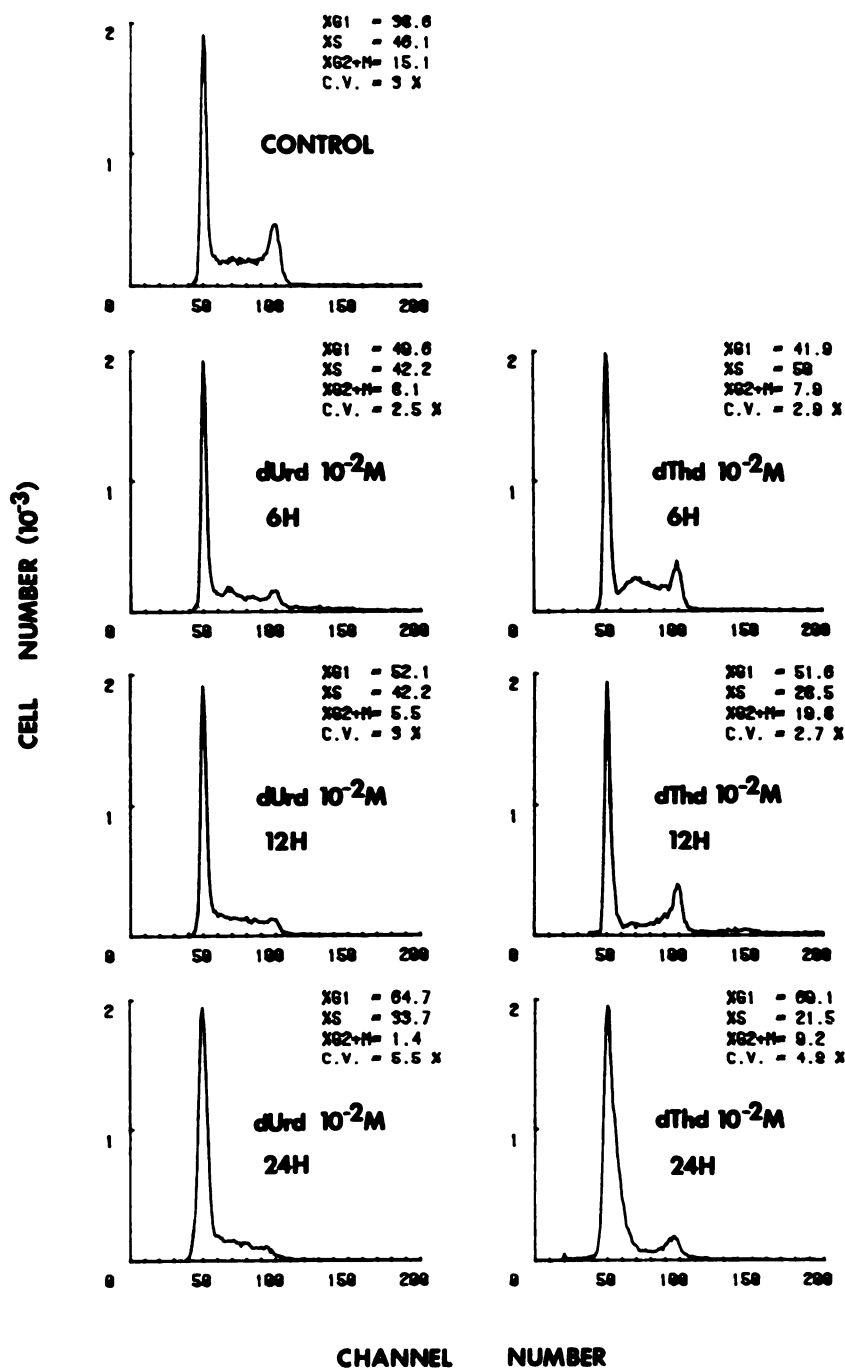 2
1
0 50 100 150 200
%G1 = 38.6
%S = 46.1
%G2+M= 15.1
C.V. = 3 %
CONTROL
2
1
0 50 100 150 200
%G1 = 49.6
%S = 42.2
%G2+M= 8.1
C.V. = 2.5 %
dUrd 10-2M
6H
2
1
0 50 100 150 200
%G1 = 41.9
%S = 50
%G2+M= 7.9
C.V. = 2.9 %
dThd 10-2M
6H
CELL NUMBER (10-3)
2
1
0 50 100 150 200
%G1 = 52.1
%S = 42.2
%G2+M= 5.5
C.V. = 3 %
dUrd 10-2M
12H
2
1
0 50 100 150 200
%G1 = 51.6
%S = 28.5
%G2+M= 19.8
C.V. = 2.7 %
dThd 10-2M
12H
2
1
0 50 100 150 200
%G1 = 64.7
%S = 33.7
%G2+M= 1.4
C.V. = 5.5 %
dUrd 10-2M
24H
2
1
0 50 100 150 200
%G1 = 69.1
%S = 21.5
%G2+M= 9.2
C.V. = 4.9 %
dThd 10-2M
24H
CHANNEL NUMBER